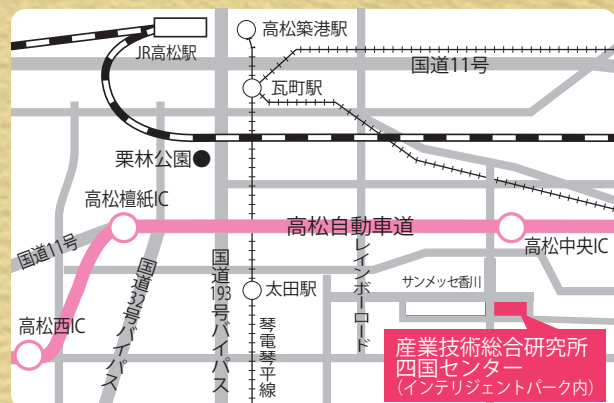 高松築港駅
JR高松駅
国道11号
瓦町駅
栗林公園
高松檀紙IC
高松自動車道
国道11号
高松中央IC
国道32号バイパス
国道193号バイパス
レインボーロード
サンメッセ香川
太田駅
高松西IC
琴電琴平線
産業技術総合研究所
四国センター
(インテリジェントパーク内)